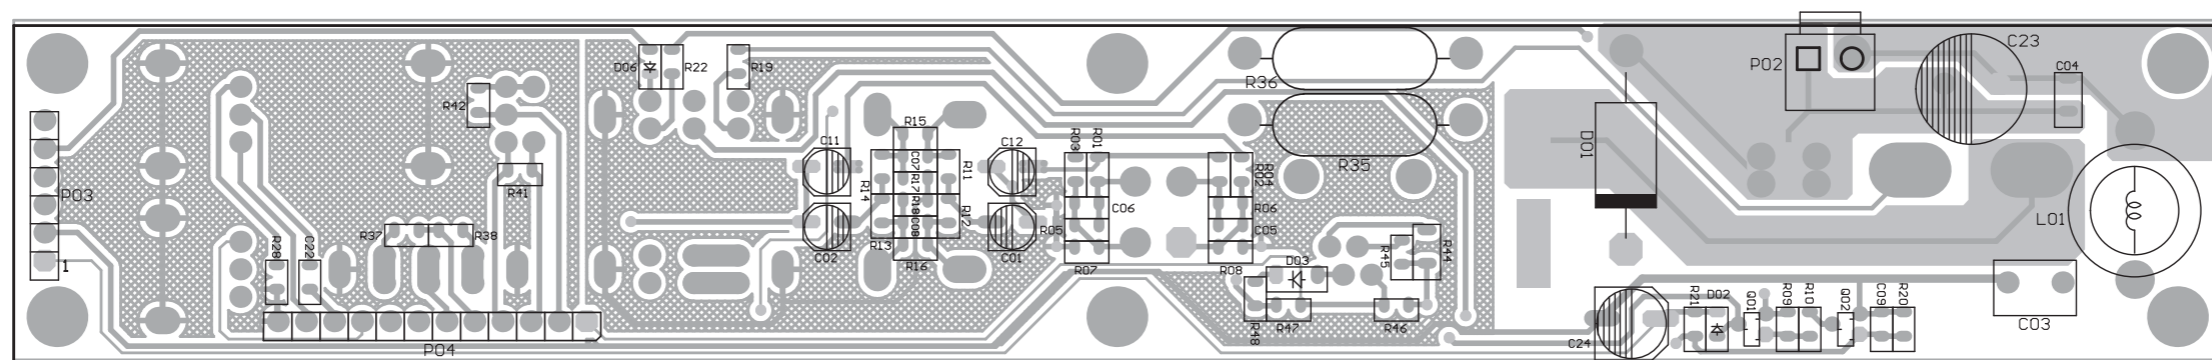 P03
1
R42
R41
R37
R38
R28
C22
P04
D06
R22
R19
C11
C02
R14
R13
R15
C07
R17
R18
C08
R16
R11
R12
C12
C01
R05
R03
R01
C06
R07
R04
R02
R06
C05
R08
R36
R35
D03
R48
R47
R46
R45
R44
D01
P02
C23
C04
L01
C03
C24
R21
D02
Q01
R09
R10
Q02
C09
R20